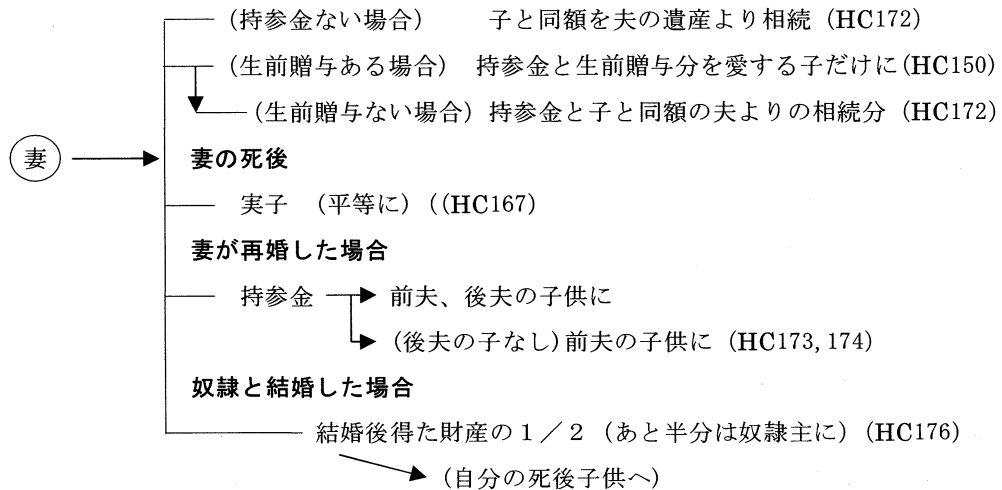 (持参金ない場合) 子と同額を夫の遺産より相続 (HC172)
(生前贈与ある場合) 持参金と生前贈与分を愛する子だけに(HC150)
(生前贈与ない場合) 持参金と子と同額の夫よりの相続分 (HC172)
妻
妻の死後
実子 (平等に) ((HC167)
妻が再婚した場合
持参金 前夫、後夫の子供に
(後夫の子なし)前夫の子供に (HC173, 174)
奴隷と結婚した場合
結婚後得た財産の1/2 (あと半分は奴隷主に) (HC176)
(自分の死後子供へ)